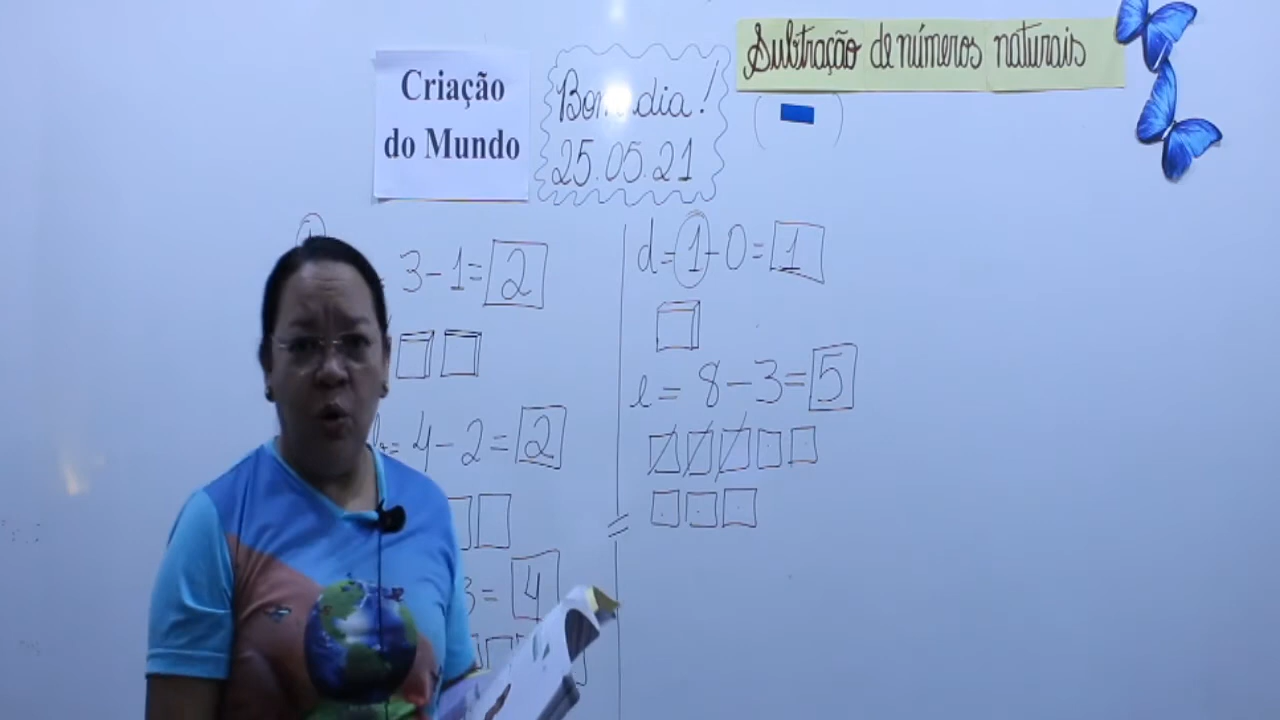 Subtração de números naturais
Criação
do Mundo
Bom dia!
25.05.21
(-)
3-1=2
4-2=2
3=4
d=1-0=1
e=8-3=5